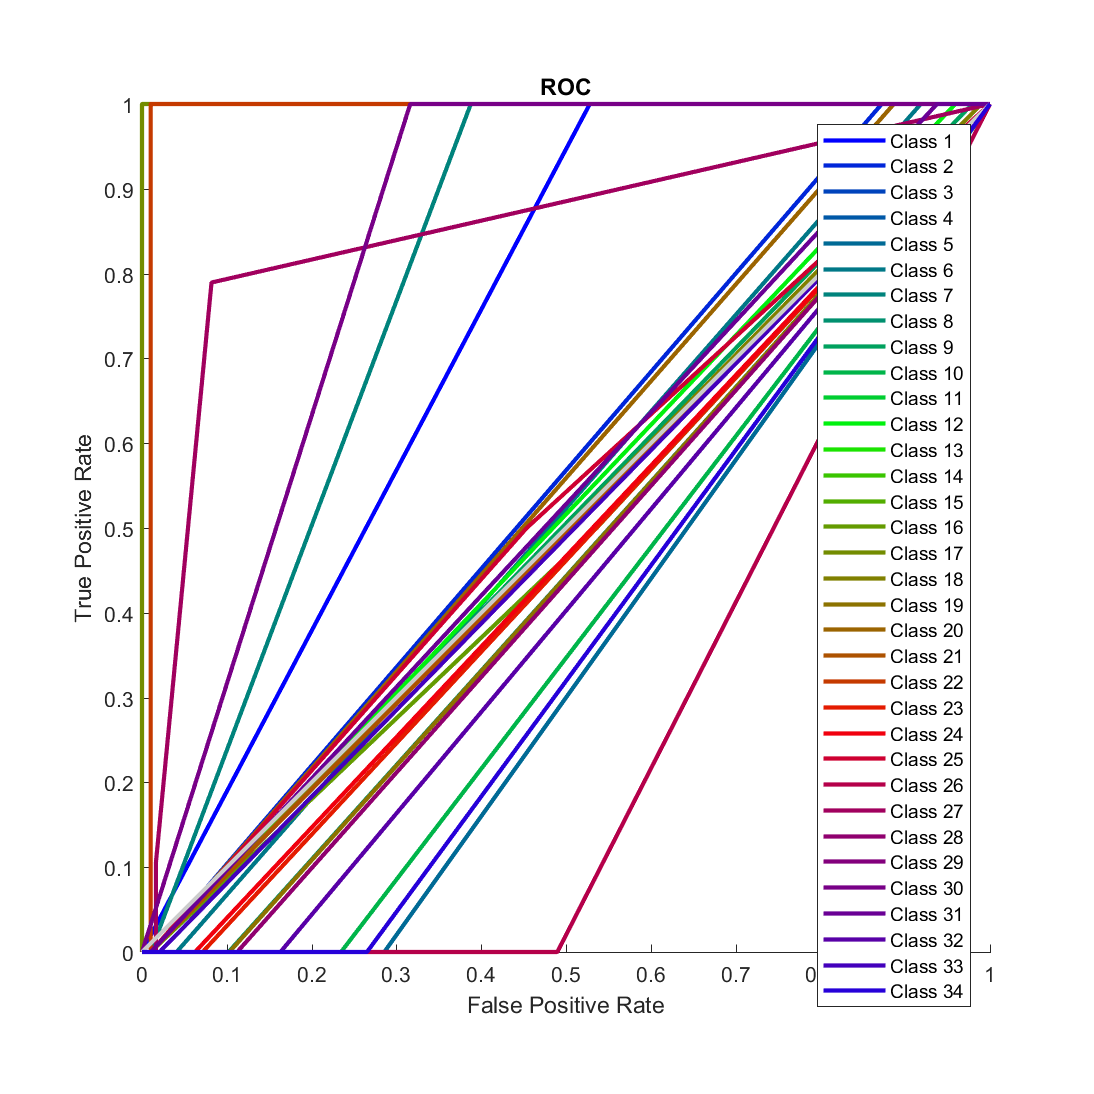 ROC
True Positive Rate
1
0.9
0.8
0.7
0.6
0.5
0.4
0.3
0.2
0.1
0
0 0.1 0.2 0.3 0.4 0.5 0.6 0.7 0 1
False Positive Rate
Class 1
Class 2
Class 3
Class 4
Class 5
Class 6
Class 7
Class 8
Class 9
Class 10
Class 11
Class 12
Class 13
Class 14
Class 15
Class 16
Class 17
Class 18
Class 19
Class 20
Class 21
Class 22
Class 23
Class 24
Class 25
Class 26
Class 27
Class 28
Class 29
Class 30
Class 31
Class 32
Class 33
Class 34